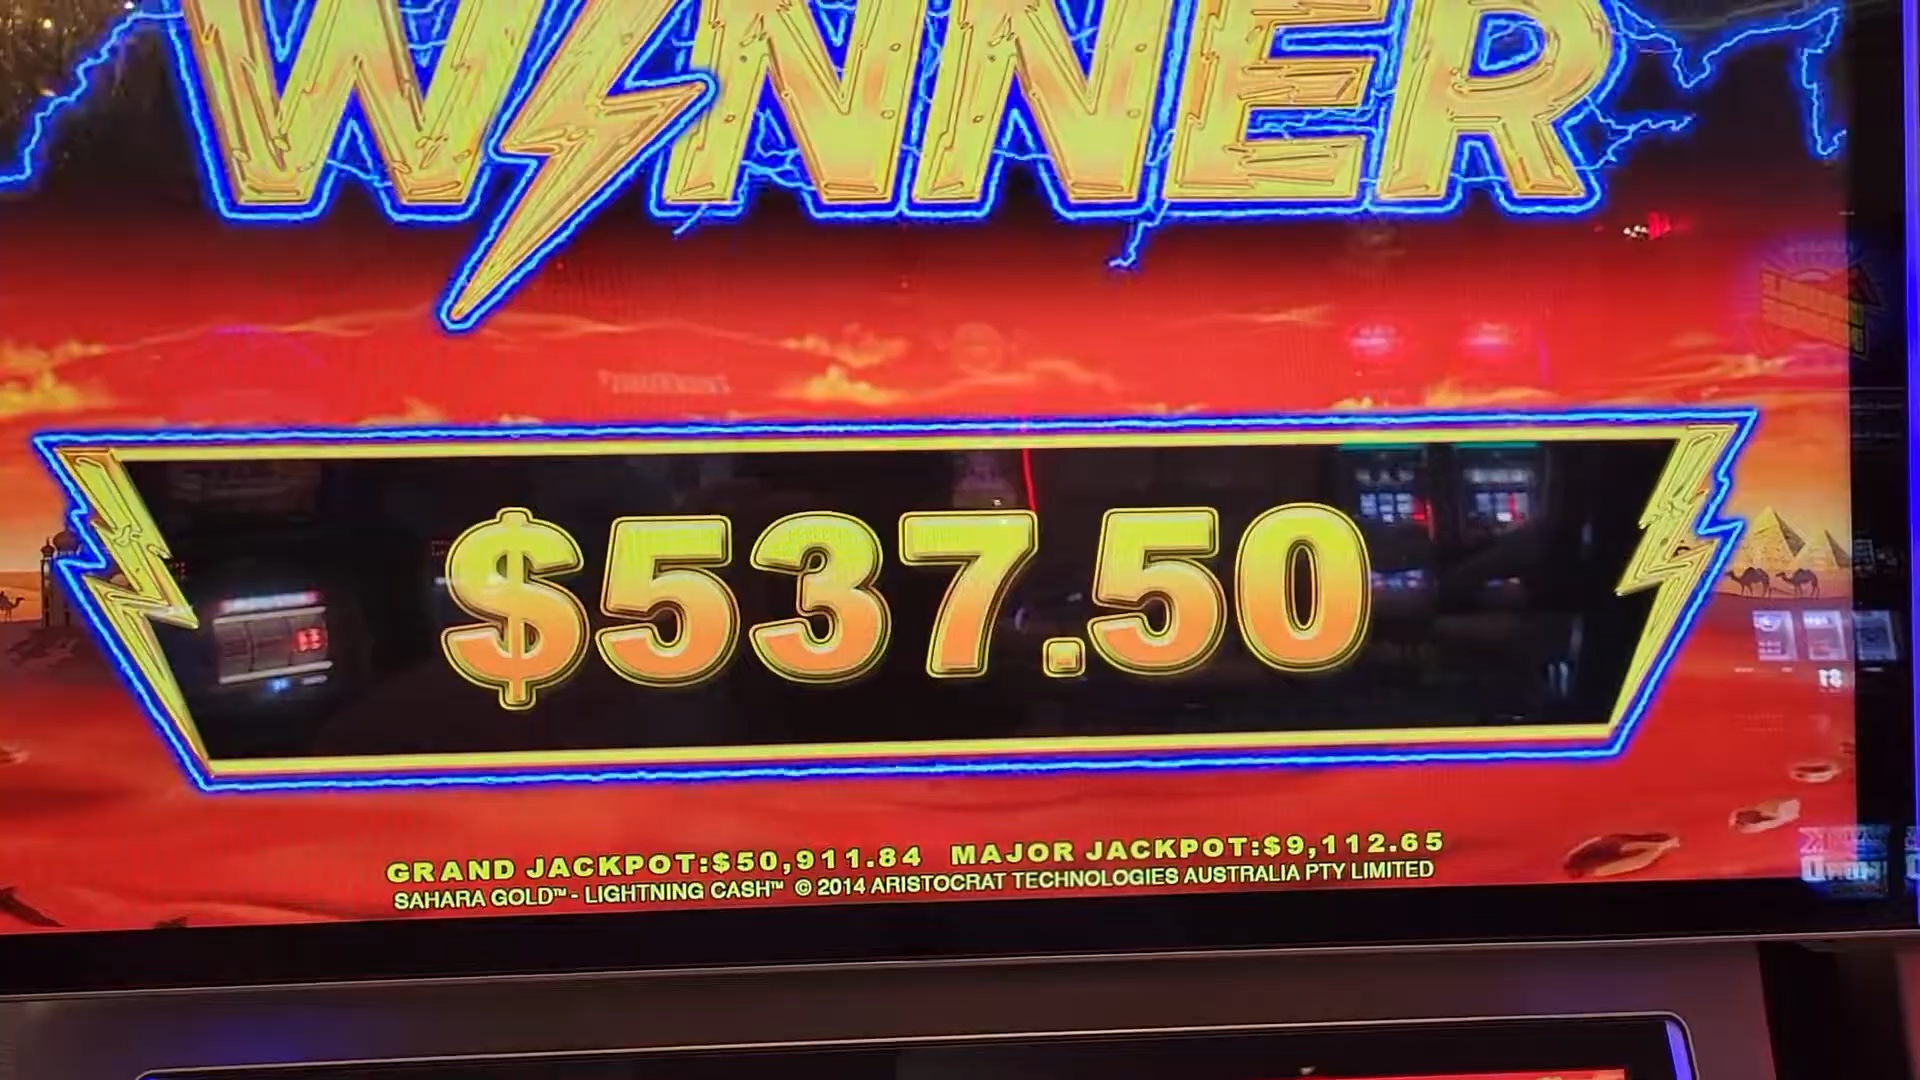 WINNER
$537.50
GRAND JACKPOT:$50,911.84 MAJOR JACKPOT:$9,112.65
SAHARA GOLD™ - LIGHTNING CASH™ © 2014 ARISTOCRAT TECHNOLOGIES AUSTRALIA PTY LIMITED